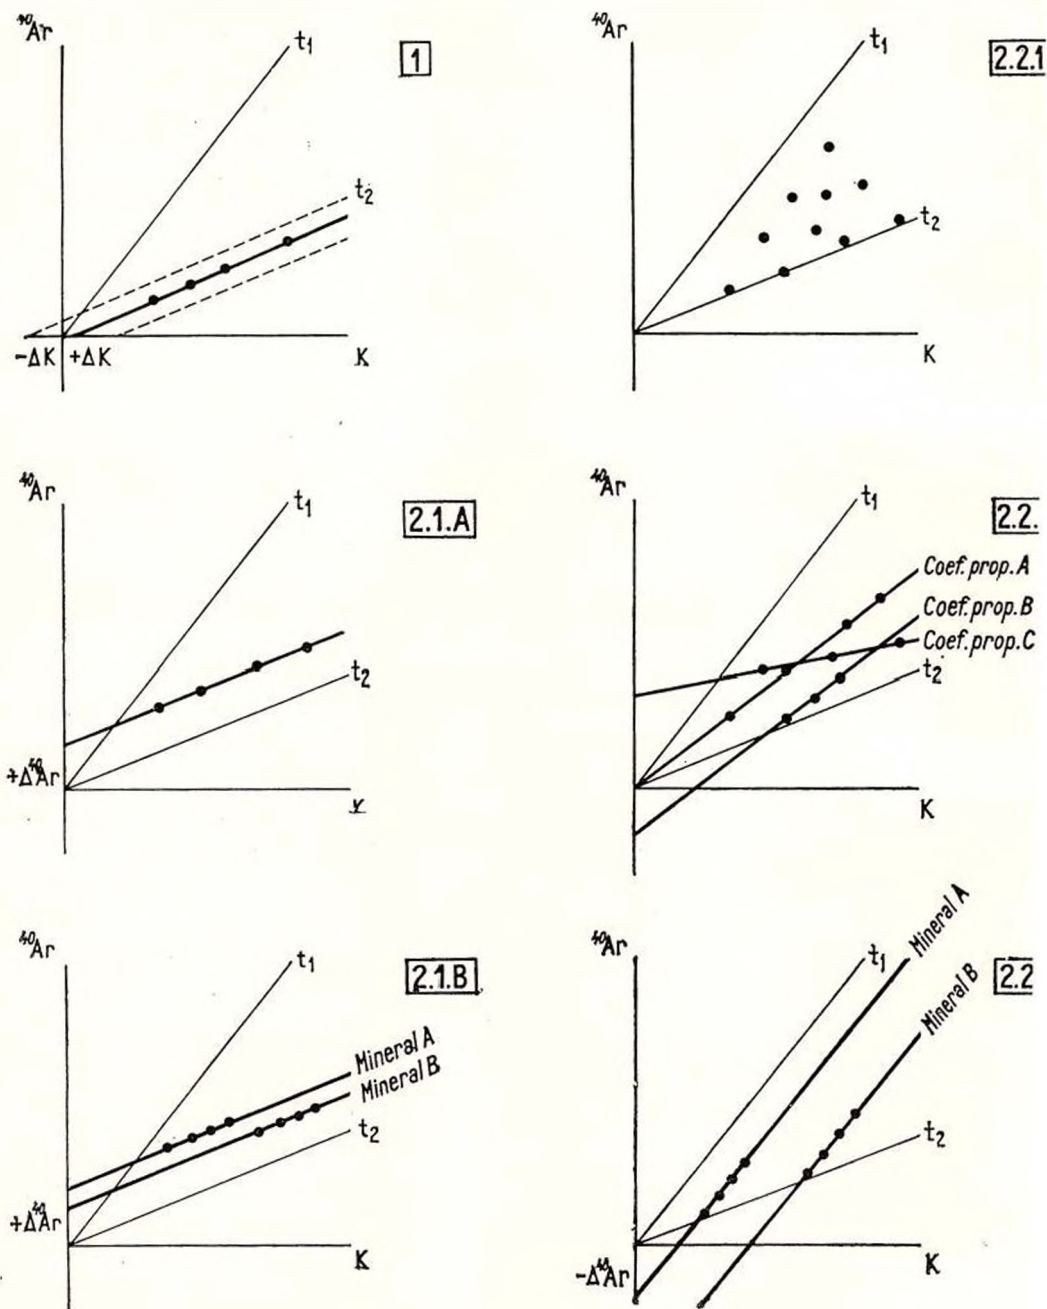 ⁴⁰Ar
t₁
1
t₂
-ΔK
+ΔK
K
⁴⁰Ar
t₁
2.2.1
t₂
K
⁴⁰Ar
t₁
2.1.A
t₂
+Δ⁴⁰Ar
⁴⁰Ar
t₁
2.2.
Coef. prop. A
Coef. prop. B
Coef. prop. C
t₂
K
⁴⁰Ar
t₁
2.1.B
Mineral A
Mineral B
t₂
+Δ⁴⁰Ar
K
⁴⁰Ar
t₁
Mineral A
2.2
Mineral B
t₂
-Δ⁴⁰Ar